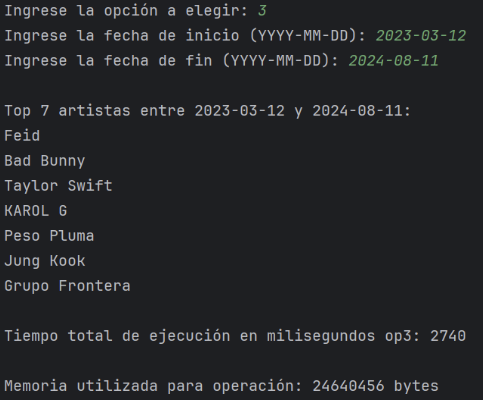 Ingrese la opción a elegir: 3
Ingrese la fecha de inicio (YYYY-MM-DD): 2023-03-12
Ingrese la fecha de fin (YYYY-MM-DD): 2024-08-11
Top 7 artistas entre 2023-03-12 y 2024-08-11:
Feid
Bad Bunny
Taylor Swift
KAROL G
Peso Pluma
Jung Kook
Grupo Frontera
Tiempo total de ejecución en milisegundos op3: 2740
Memoria utilizada para operación: 24640456 bytes